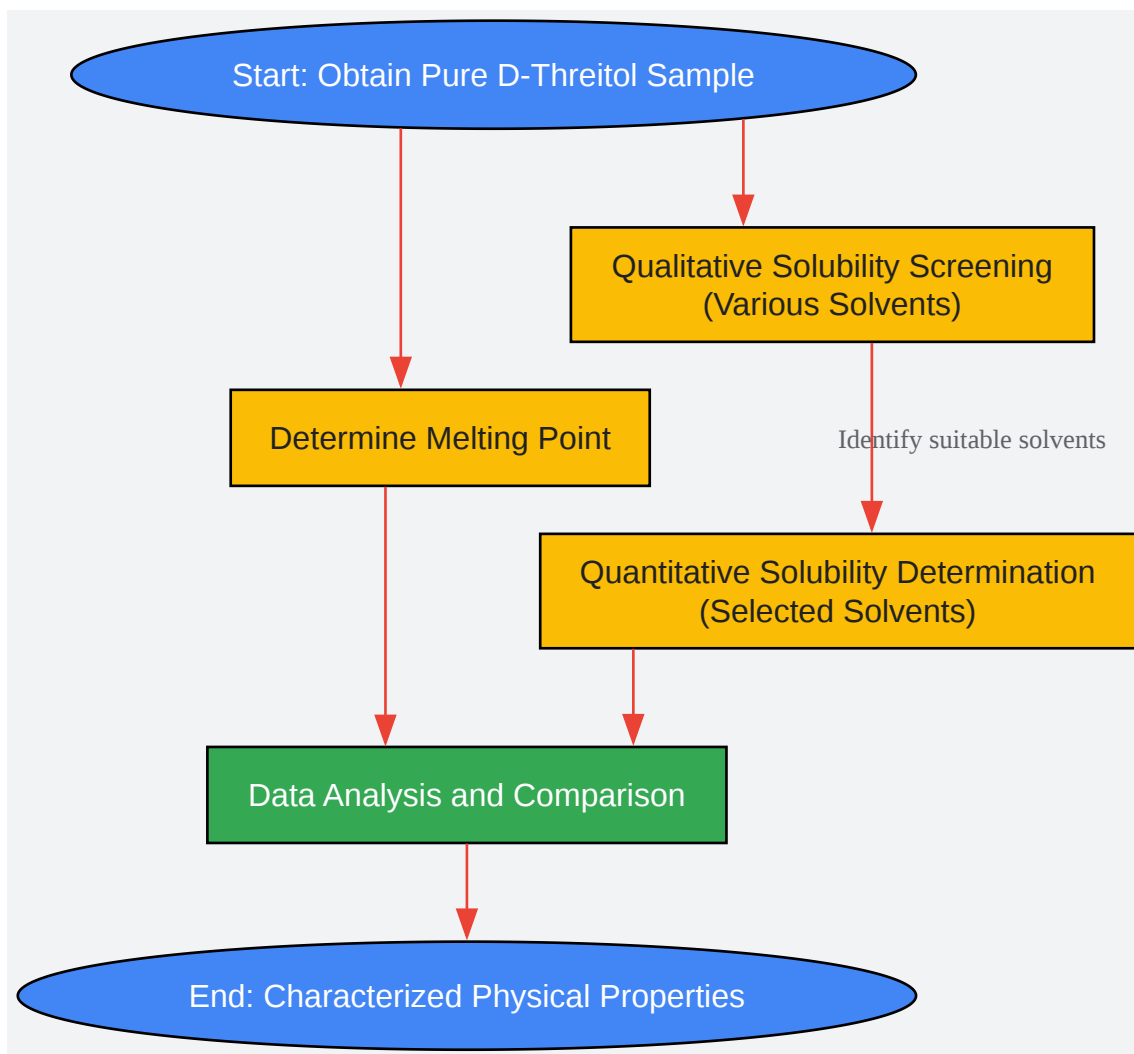 Start: Obtain Pure D-Threitol Sample
Qualitative Solubility Screening
(Various Solvents)
Determine Melting Point
Identify suitable solvents
Quantitative Solubility Determination
(Selected Solvents)
Data Analysis and Comparison
End: Characterized Physical Properties